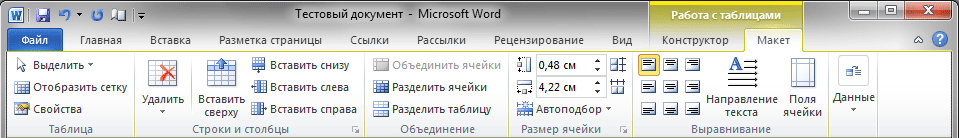 Тестовый документ - Microsoft Word
Работа с таблицами
Файл Главная Вставка Разметка страницы Ссылки Рассылки Рецензирование Вид Конструктор Макет
Выделить
Отобразить сетку
Свойства
Таблица
Удалить
Вставить сверху
Вставить снизу
Вставить слева
Вставить справа
Строки и столбцы
Объединить ячейки
Разделить ячейки
Разделить таблицу
Объединение
0,48 см
4,22 см
Автоподбор
Размер ячейки
Направление
текста
Поля
ячейки
Выравнивание
Данные